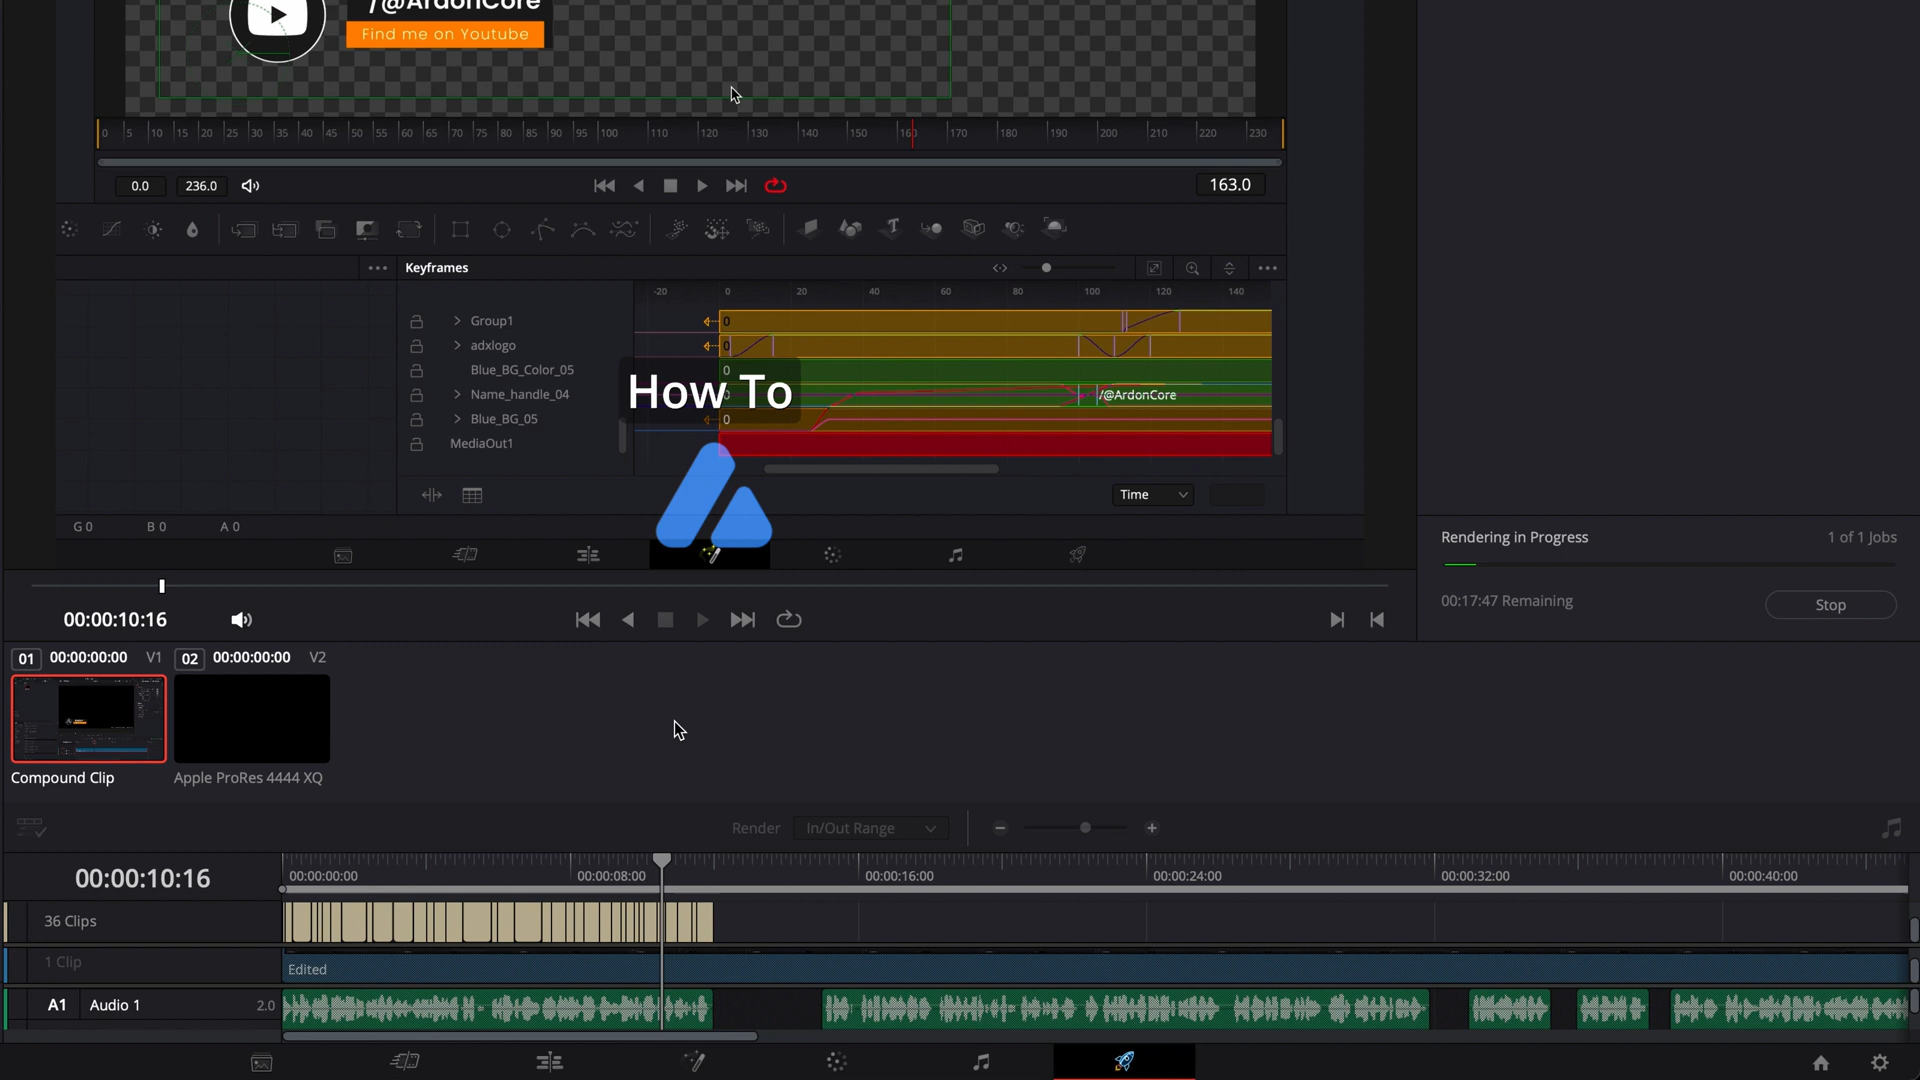 /@ArdonCore
Find me on Youtube
0 5 10 15 20 25 30 35 40 45 50 55 60 65 70 75 80 85 90 95 100 110 120 130 140 150 160 170 180 190 200 210 220 230
0.0 236.0 163.0
Keyframes
-20 0 20 40 60 80 100 120 140
Group1 0
adxlogo 0
Blue_BG_Color_05 0
Name_handle_04 /@ArdonCore
How To
Blue_BG_05 0
MediaOut1
Time
G 0 B 0 A 0
Rendering in Progress 1 of 1 Jobs
00:17:47 Remaining Stop
00:00:10:16
01 00:00:00:00 V1 02 00:00:00:00 V2
Compound Clip Apple ProRes 4444 XQ
Render In/Out Range
00:00:10:16 00:00:00:00 00:00:08:00 00:00:16:00 00:00:24:00 00:00:32:00 00:00:40:00
36 Clips
1 Clip
Edited
A1 Audio 1 2.0